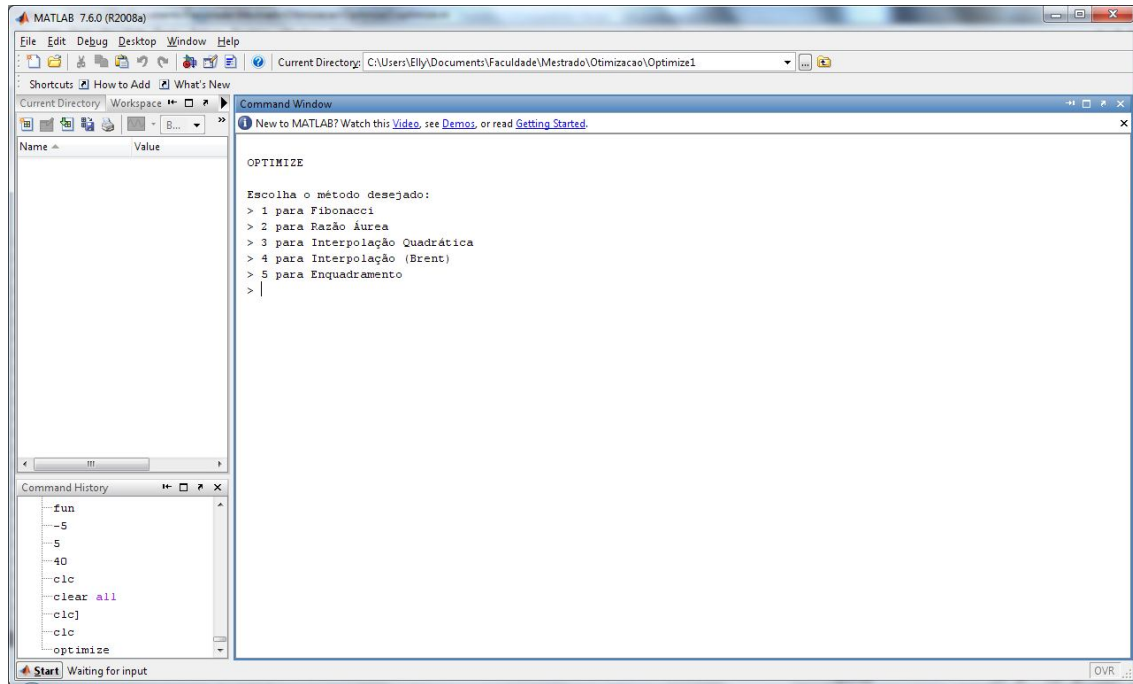 MATLAB 7.6.0 (R2008a)
File Edit Debug Desktop Window Help
Current Directory: C:\Users\Elly\Documents\Faculdade\Mestrado\Otimizacao\Optimize1
Shortcuts How to Add What's New
Current Directory Workspace
B...
Name Value
Command Window
New to MATLAB? Watch this Video, see Demos, or read Getting Started.
OPTIMIZE
Escolha o método desejado:
> 1 para Fibonacci
> 2 para Razão Áurea
> 3 para Interpolação Quadrática
> 4 para Interpolação (Brent)
> 5 para Enquadramento
>
Command History
fun
-5
5
40
clc
clear all
clc]
clc
optimize
Start Waiting for input
OVR